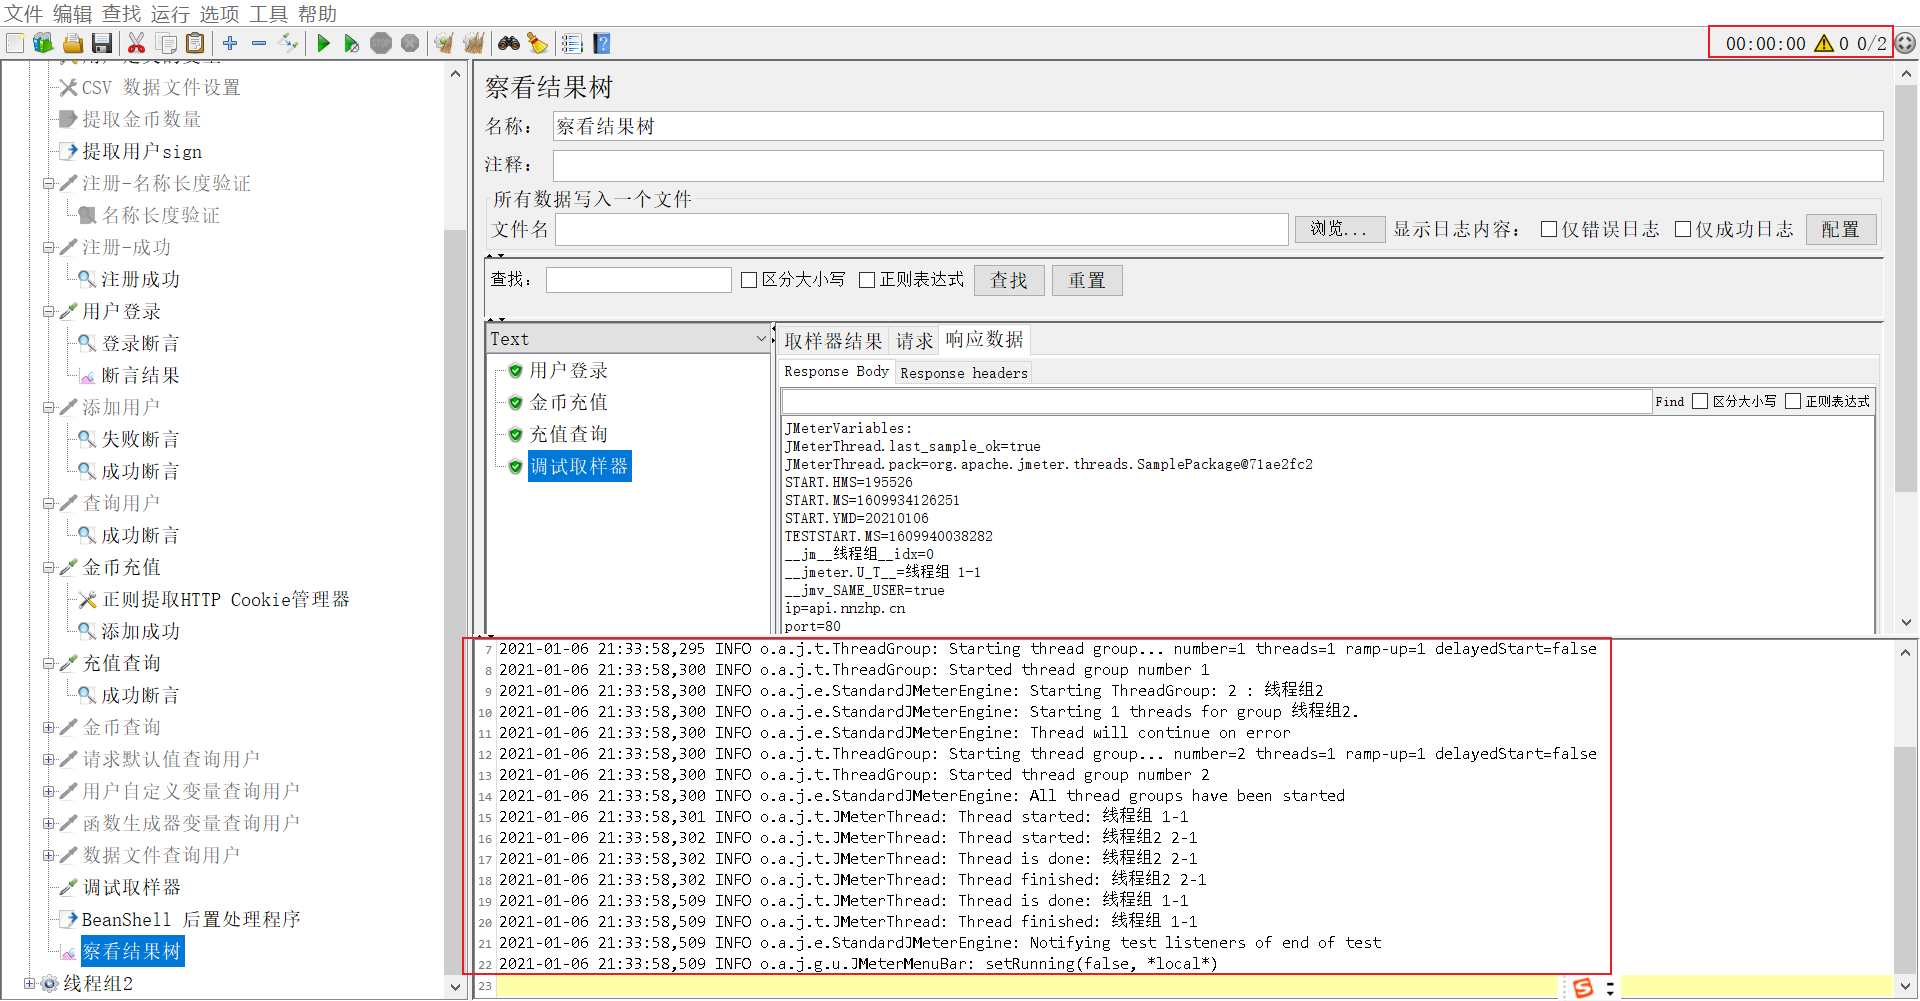 文件 编辑 查找 运行 选项 工具 帮助
00:00:00 0 0/2
CSV 数据文件设置
提取金币数量
提取用户sign
注册-名称长度验证
名称长度验证
注册-成功
注册成功
用户登录
登录断言
断言结果
添加用户
失败断言
成功断言
查询用户
成功断言
金币充值
正则提取HTTP Cookie管理器
添加成功
充值查询
成功断言
金币查询
请求默认值查询用户
用户自定义变量查询用户
函数生成器变量查询用户
数据文件查询用户
调试取样器
BeanShell 后置处理程序
察看结果树
线程组2
察看结果树
名称： 察看结果树
注释：
所有数据写入一个文件
文件名 浏览... 显示日志内容： 仅错误日志 仅成功日志 配置
查找： 区分大小写 正则表达式 查找 重置
Text
用户登录
金币充值
充值查询
调试取样器
取样器结果 请求 响应数据
Response Body Response headers
Find 区分大小写 正则表达式
JMeterVariables:
JMeterThread.last_sample_ok=true
JMeterThread.pack=org.apache.jmeter.threads.SamplePackage@71ae2fc2
START.HMS=195526
START.MS=1609934126251
START.YMD=20210106
TESTSTART.MS=1609940038282
__jm__线程组__idx=0
__jmeter.U_T__=线程组 1-1
__jmv_SAME_USER=true
ip=api.nnzhp.cn
port=80
7 2021-01-06 21:33:58,295 INFO o.a.j.t.ThreadGroup: Starting thread group... number=1 threads=1 ramp-up=1 delayedStart=false
8 2021-01-06 21:33:58,300 INFO o.a.j.t.ThreadGroup: Started thread group number 1
9 2021-01-06 21:33:58,300 INFO o.a.j.e.StandardJMeterEngine: Starting ThreadGroup: 2 : 线程组2
10 2021-01-06 21:33:58,300 INFO o.a.j.e.StandardJMeterEngine: Starting 1 threads for group 线程组2.
11 2021-01-06 21:33:58,300 INFO o.a.j.e.StandardJMeterEngine: Thread will continue on error
12 2021-01-06 21:33:58,300 INFO o.a.j.t.ThreadGroup: Starting thread group... number=2 threads=1 ramp-up=1 delayedStart=false
13 2021-01-06 21:33:58,300 INFO o.a.j.t.ThreadGroup: Started thread group number 2
14 2021-01-06 21:33:58,300 INFO o.a.j.e.StandardJMeterEngine: All thread groups have been started
15 2021-01-06 21:33:58,301 INFO o.a.j.t.JMeterThread: Thread started: 线程组 1-1
16 2021-01-06 21:33:58,302 INFO o.a.j.t.JMeterThread: Thread started: 线程组2 2-1
17 2021-01-06 21:33:58,302 INFO o.a.j.t.JMeterThread: Thread is done: 线程组2 2-1
18 2021-01-06 21:33:58,302 INFO o.a.j.t.JMeterThread: Thread finished: 线程组2 2-1
19 2021-01-06 21:33:58,509 INFO o.a.j.t.JMeterThread: Thread is done: 线程组 1-1
20 2021-01-06 21:33:58,509 INFO o.a.j.t.JMeterThread: Thread finished: 线程组 1-1
21 2021-01-06 21:33:58,509 INFO o.a.j.e.StandardJMeterEngine: Notifying test listeners of end of test
22 2021-01-06 21:33:58,509 INFO o.a.j.g.u.JMeterMenuBar: setRunning(false, *local*)
23